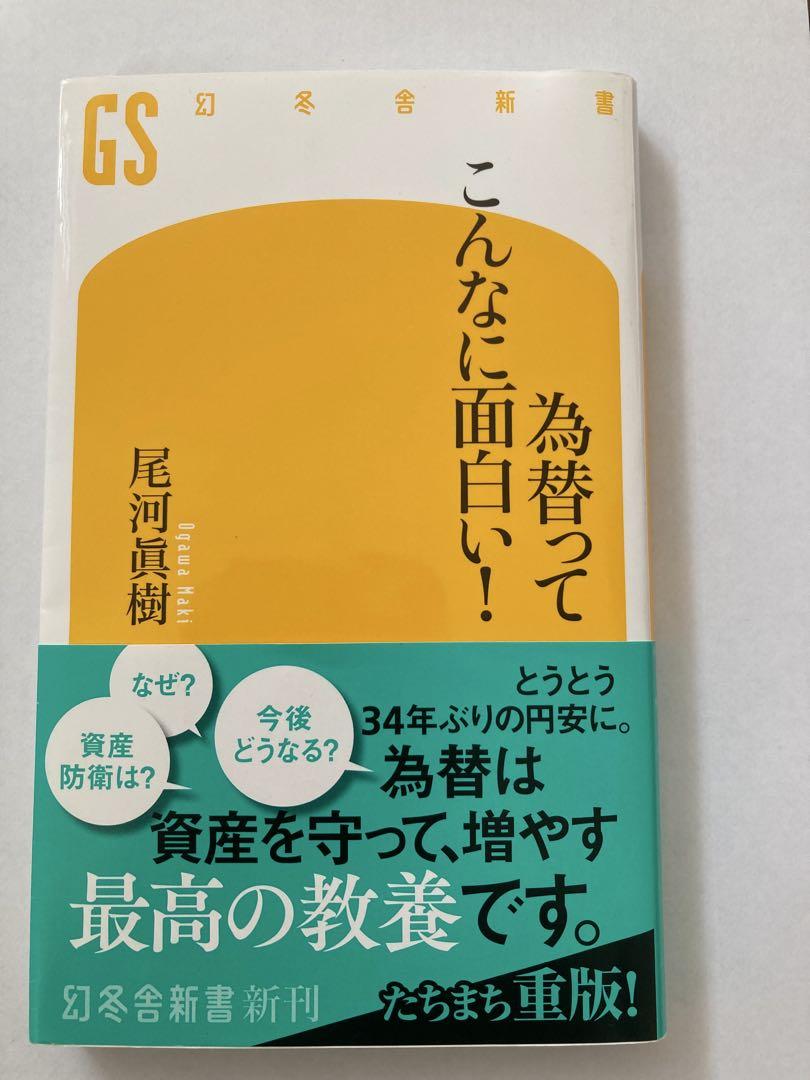 GS
幻冬舎新書
為替って
こんなに面白い!
尾河眞樹
Ogawa Maki
なぜ?
資産
防衛は?
今後
どうなる?
とうとう
34年ぶりの円安に。
為替は
資産を守って、増やす
最高の教養です。
幻冬舎新書新刊
たちまち重版!